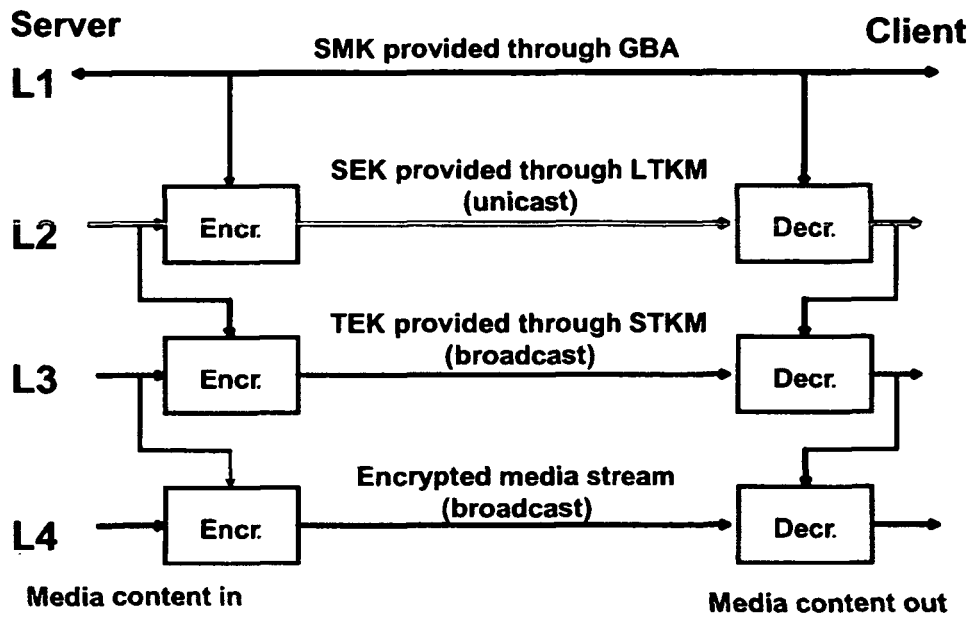 Server
Client
SMK provided through GBA
L1
SEK provided through LTKM
(unicast)
L2
Encr.
Decr.
TEK provided through STKM
(broadcast)
L3
Encr.
Decr.
Encrypted media stream
(broadcast)
L4
Encr.
Decr.
Media content in
Media content out